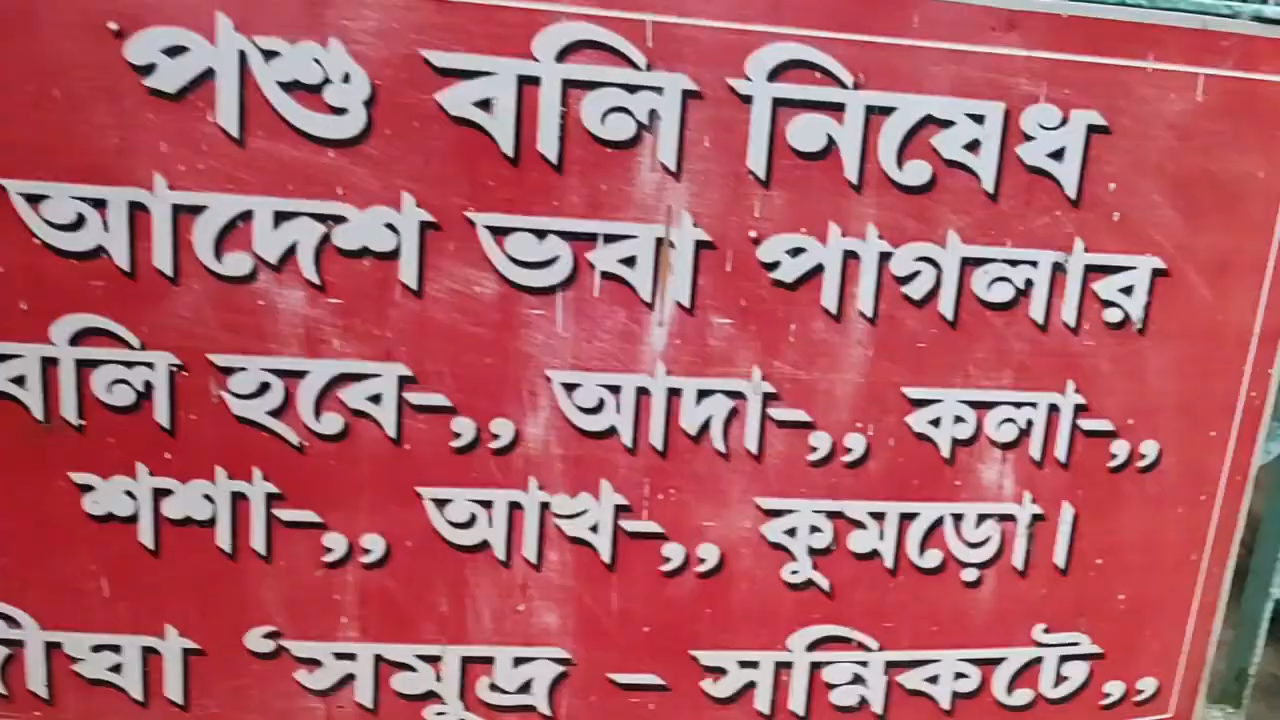 পশু বলি নিষেধ
আদেশ ভবা পাগলার
বলি হবে-,, আদা-,, কলা-,,
শশা-,, আখ-,, কুমড়ো।
দীঘা ‘সমুদ্র - সন্নিকটে,,